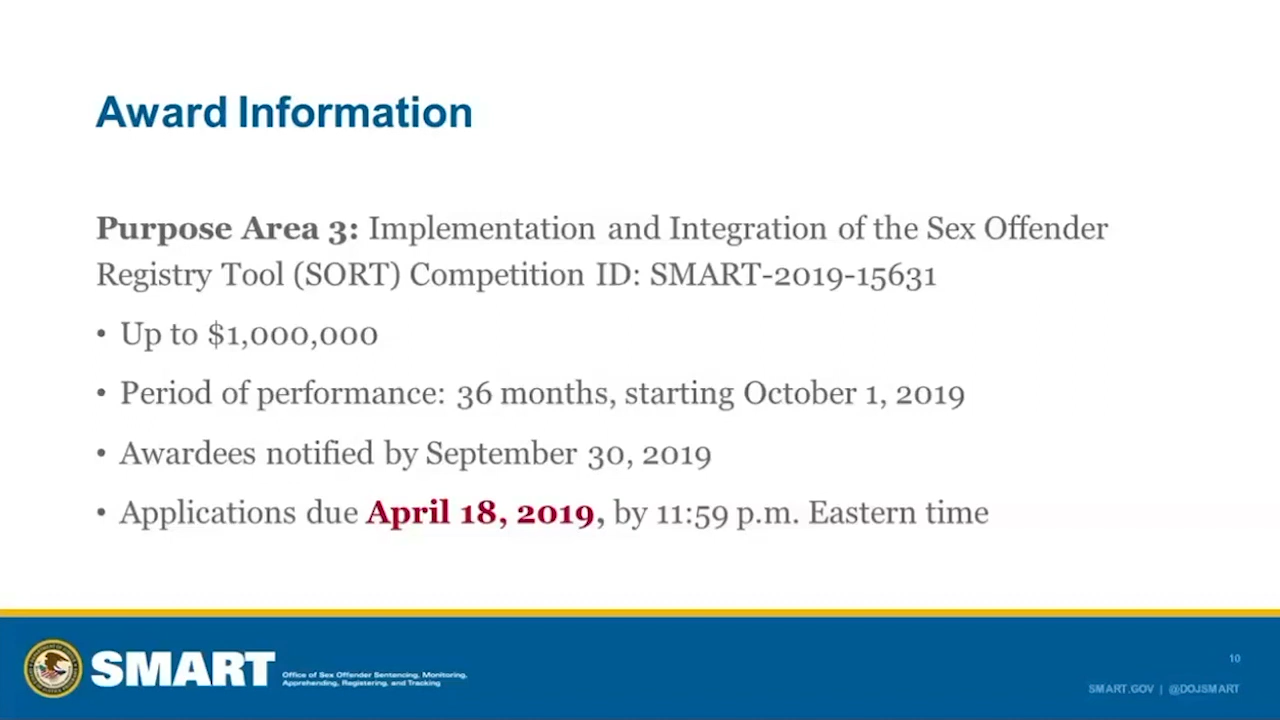 Award Information
Purpose Area 3: Implementation and Integration of the Sex Offender
Registry Tool (SORT) Competition ID: SMART-2019-15631
• Up to $1,000,000
• Period of performance: 36 months, starting October 1, 2019
• Awardees notified by September 30, 2019
• Applications due April 18, 2019, by 11:59 p.m. Eastern time
SMART
Office of Sex Offender Sentencing, Monitoring,
Apprehending, Registering, and Tracking
10
SMART.GOV | @DOJSMART